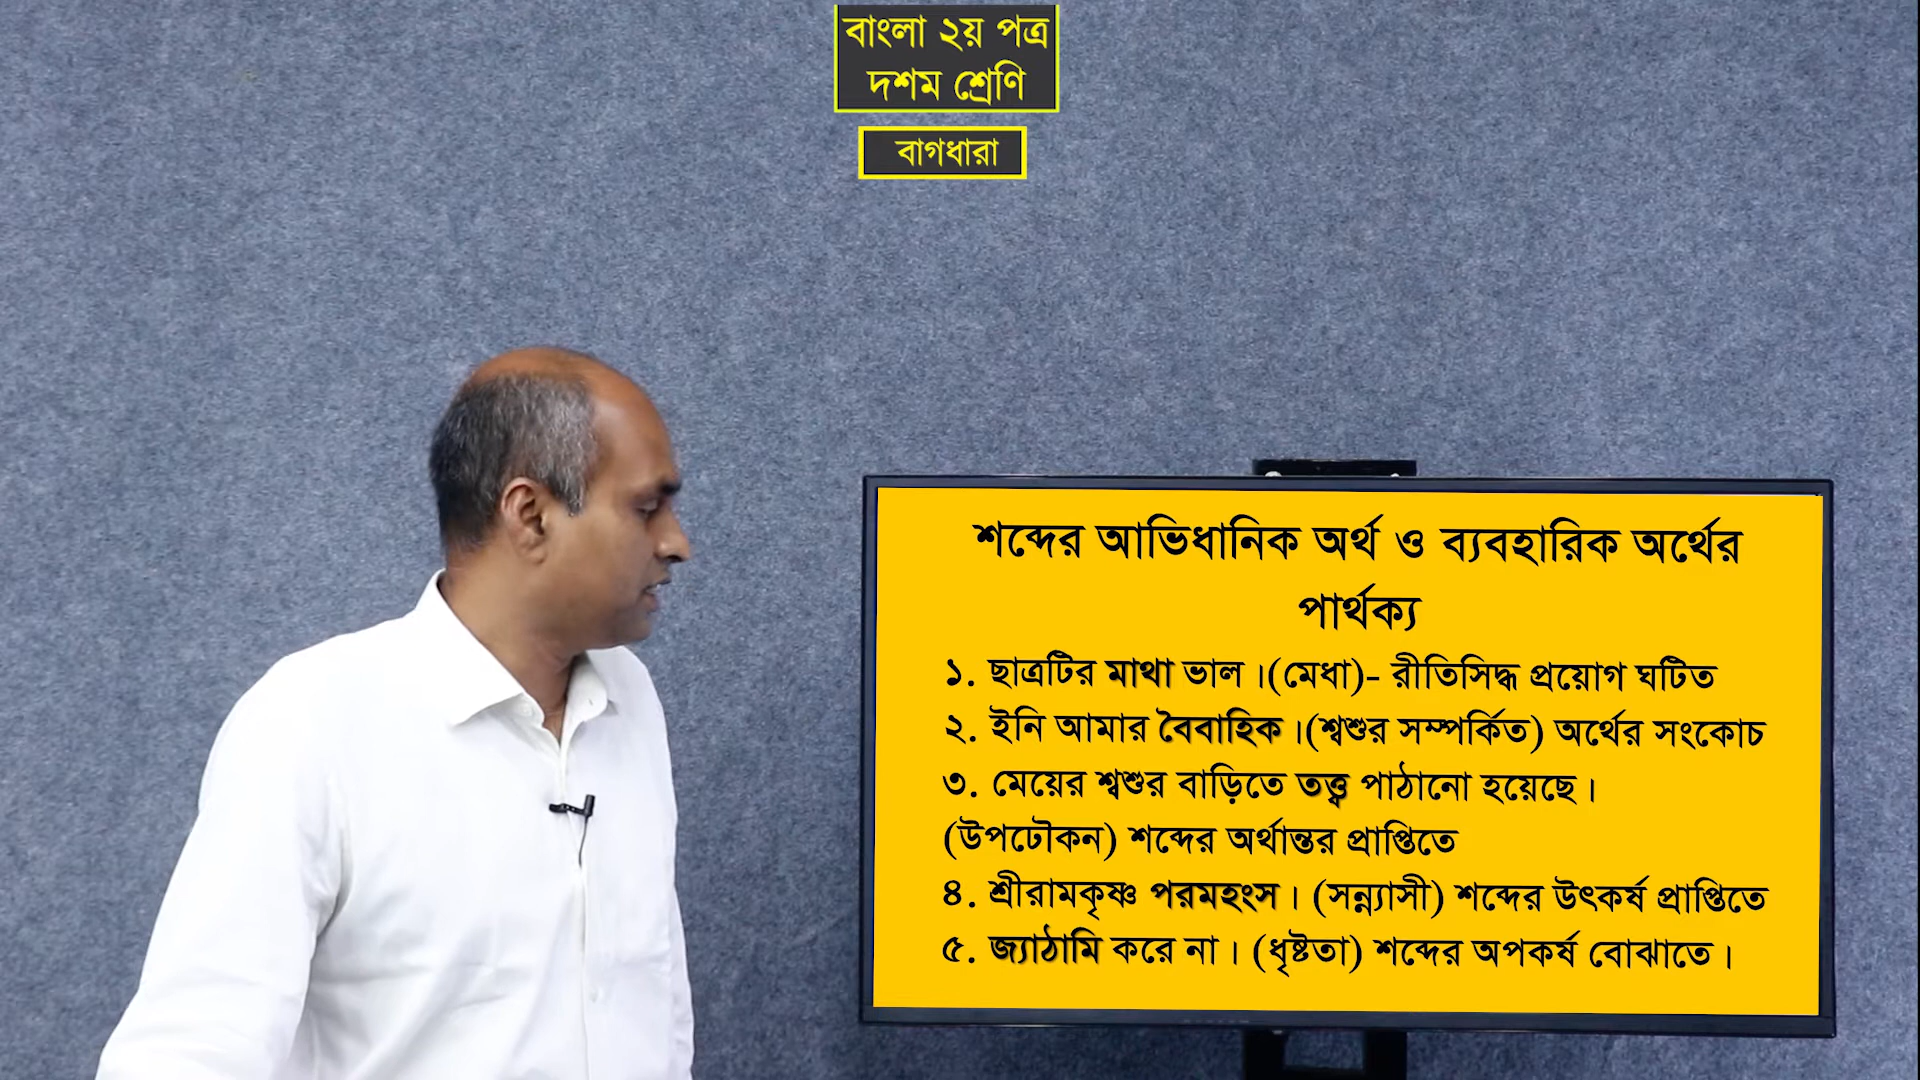 বাংলা ২য় পত্র
দশম শ্রেণি
বাগধারা
শব্দের আভিধানিক অর্থ ও ব্যবহারিক অর্থের
পার্থক্য
১. ছাত্রটির মাথা ভাল।(মেধা)- রীতিসিদ্ধ প্রয়োগ ঘটিত
২. ইনি আমার বৈবাহিক।(শ্বশুর সম্পর্কিত) অর্থের সংকোচ
৩. মেয়ের শ্বশুর বাড়িতে তত্ত্ব পাঠানো হয়েছে।
(উপঢৌকন) শব্দের অর্থান্তর প্রাপ্তিতে
৪. শ্রীরামকৃষ্ণ পরমহংস। (সন্ন্যাসী) শব্দের উৎকর্ষ প্রাপ্তিতে
৫. জ্যাঠামি করে না। (ধৃষ্টতা) শব্দের অপকর্ষ বোঝাতে।